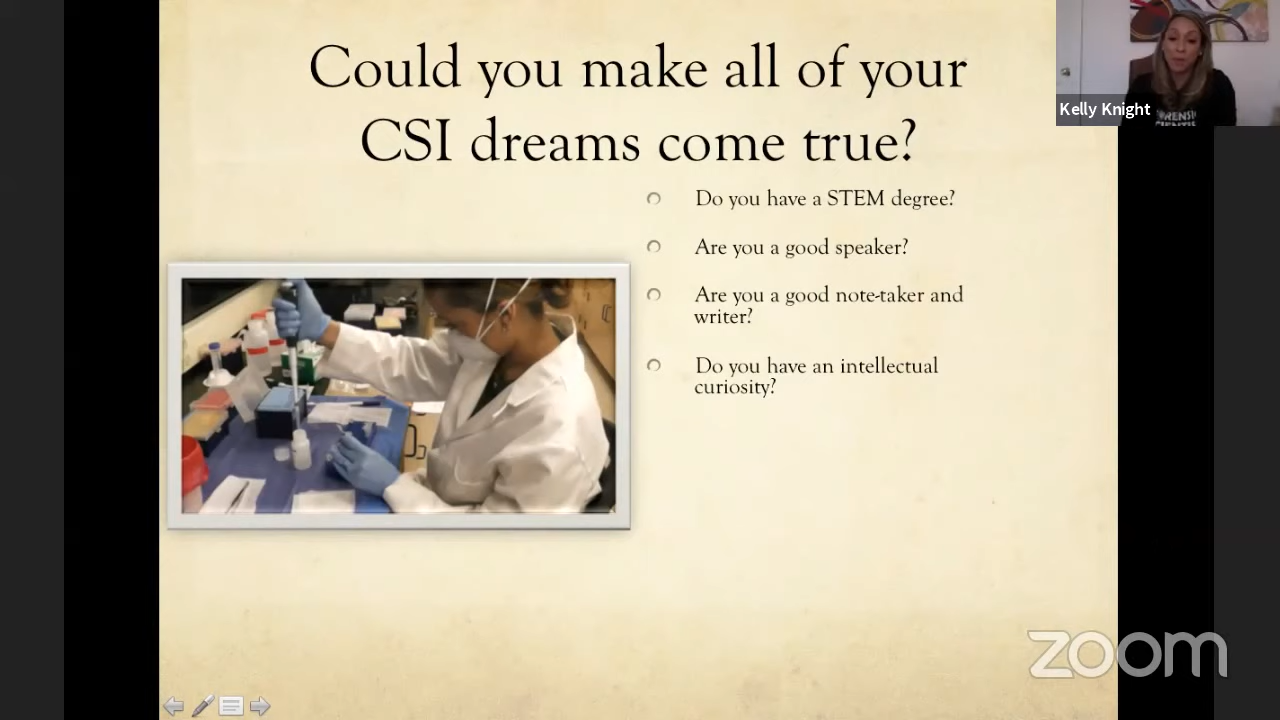 Could you make all of your
CSI dreams come true?
Do you have a STEM degree?
Are you a good speaker?
Are you a good note-taker and
writer?
Do you have an intellectual
curiosity?
Kelly Knight
zoom